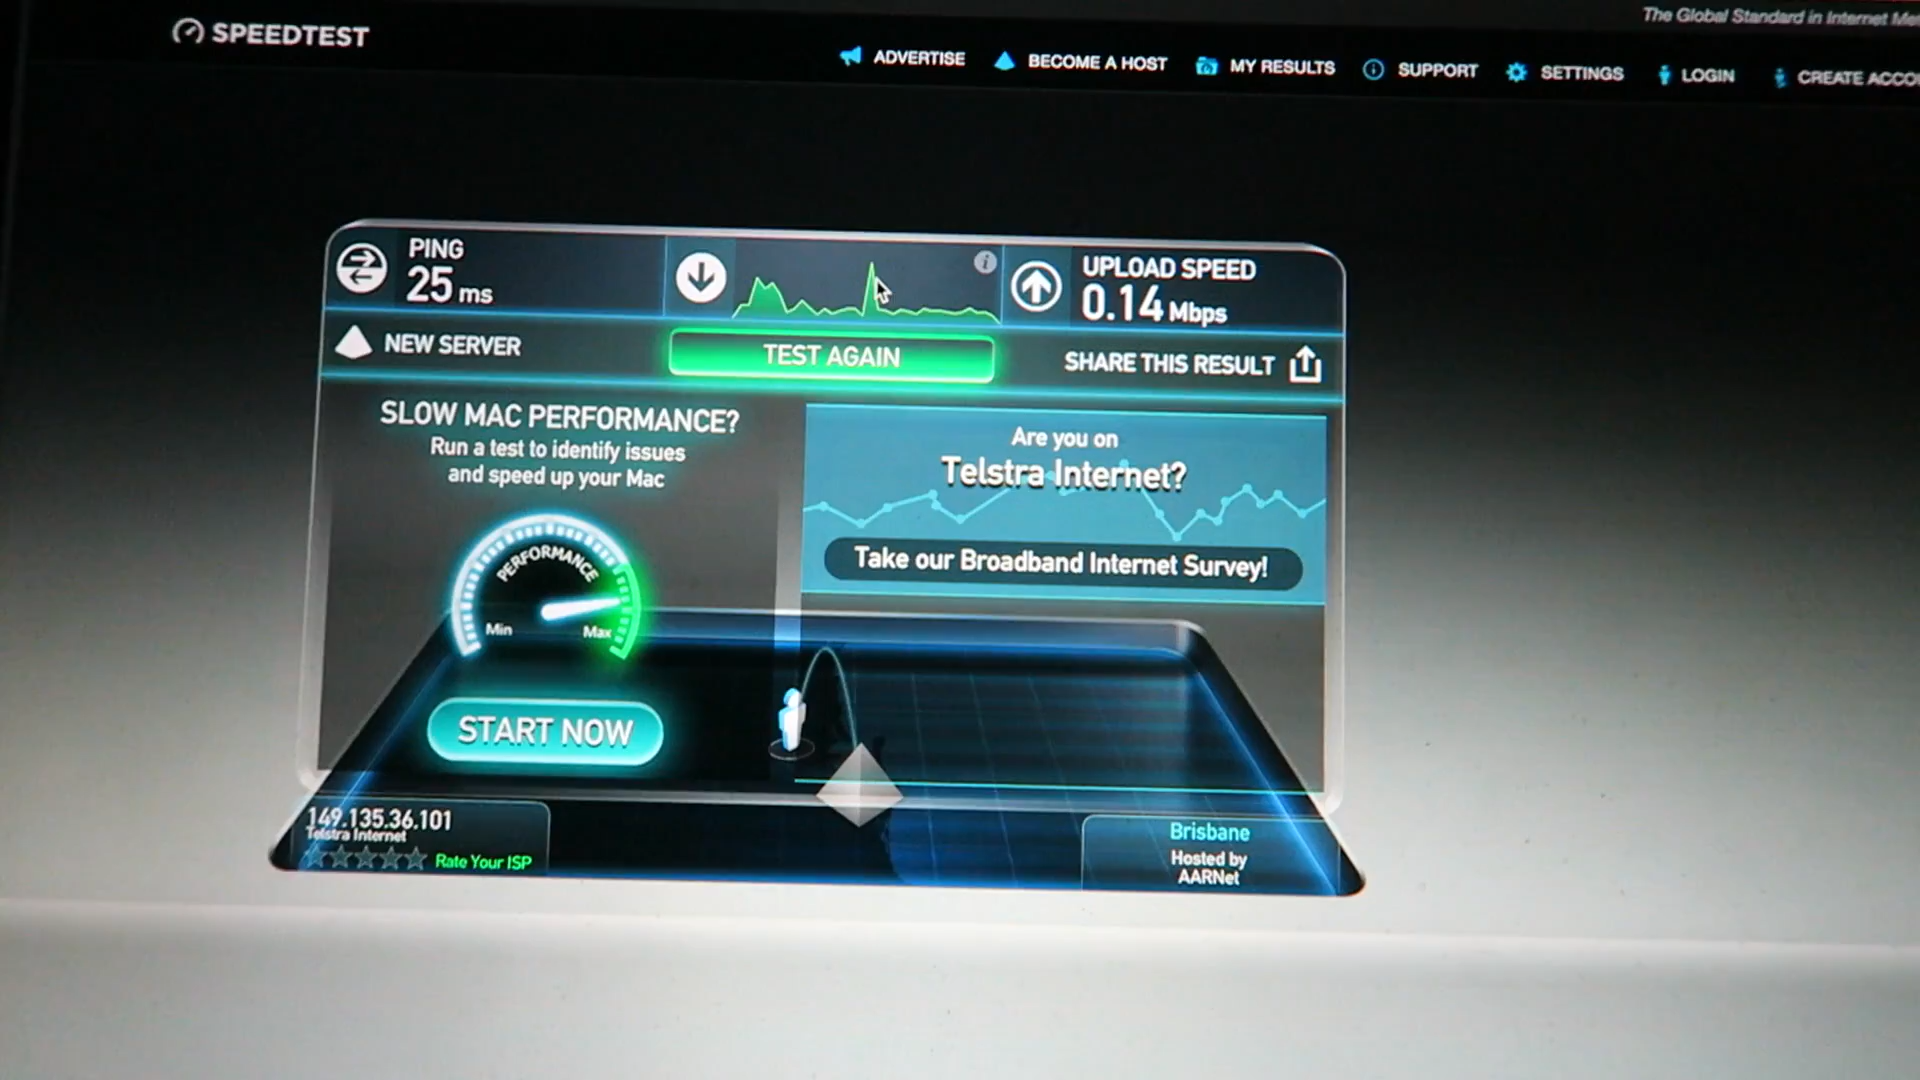 The Global Standard in Internet
SPEEDTEST
ADVERTISE
BECOME A HOST
MY RESULTS
SUPPORT
SETTINGS
LOGIN
CREATE
PING
25 ms
UPLOAD SPEED
0.14 Mbps
NEW SERVER
TEST AGAIN
SHARE THIS RESULT
SLOW MAC PERFORMANCE?
Run a test to identify issues
and speed up your Mac
PERFORMANCE
Min
Max
START NOW
Are you on
Telstra Internet?
Take our Broadband Internet Survey!
149.135.36.101
Telstra Internet
Rate Your ISP
Brisbane
Hosted by
AARNet